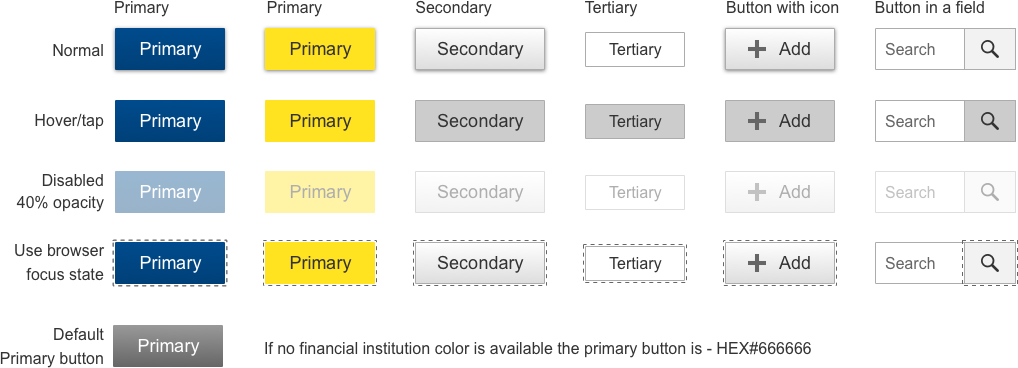 Primary Primary Secondary Tertiary Button with icon Button in a field
Normal Primary Primary Secondary Tertiary Add Search
Hover/tap Primary Primary Secondary Tertiary Add Search
Disabled
40% opacity Primary Primary Secondary Tertiary Add Search
Use browser
focus state Primary Primary Secondary Tertiary Add Search
Default
Primary button Primary If no financial institution color is available the primary button is - HEX#666666